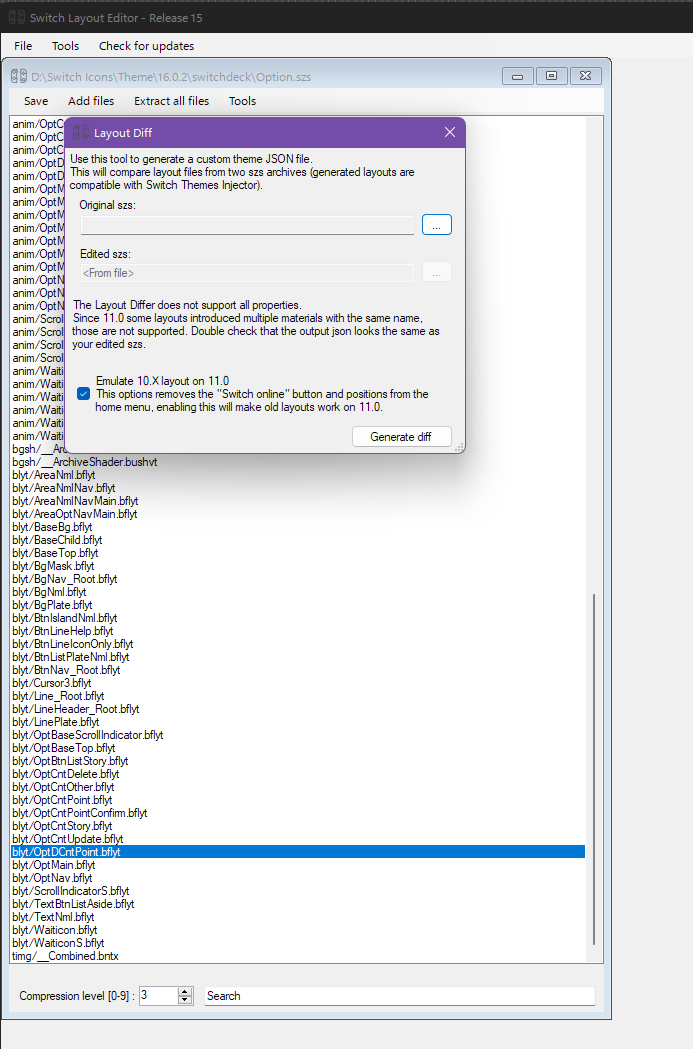 Switch Layout Editor - Release 15
File Tools Check for updates
D:\Switch Icons\Theme\16.0.2\switchdeck\Option.szs
Save Add files Extract all files Tools
anim/OptC
anim/OptC
anim/OptC
anim/OptD
anim/OptD
anim/OptM
anim/OptM
anim/OptM
anim/OptM
anim/OptM
anim/OptM
anim/OptM
anim/OptN
anim/OptN
anim/OptN
anim/Scrol
anim/Scrol
anim/Scrol
anim/Scrol
anim/Waiti
anim/Waiti
anim/Waiti
anim/Waiti
anim/Waiti
anim/Waiti
Layout Diff
Use this tool to generate a custom theme JSON file.
This will compare layout files from two szs archives (generated layouts are
compatible with Switch Themes Injector).
Original szs:
...
Edited szs:
<From file>
...
The Layout Differ does not support all properties.
Since 11.0 some layouts introduced multiple materials with the same name,
those are not supported. Double check that the output json looks the same as
your edited szs.
Emulate 10.X layout on 11.0
This options removes the "Switch online" button and positions from the
home menu, enabling this will make old layouts work on 11.0.
Generate diff
bgsh/__Arc
bgsh/__ArchiveShader.bushvt
blyt/AreaNml.bflyt
blyt/AreaNmlNav.bflyt
blyt/AreaNmlNavMain.bflyt
blyt/AreaOptNavMain.bflyt
blyt/BaseBg.bflyt
blyt/BaseChild.bflyt
blyt/BaseTop.bflyt
blyt/BgMask.bflyt
blyt/BgNav_Root.bflyt
blyt/BgNml.bflyt
blyt/BgPlate.bflyt
blyt/BtnIslandNml.bflyt
blyt/BtnLineHelp.bflyt
blyt/BtnLineIconOnly.bflyt
blyt/BtnListPlateNml.bflyt
blyt/BtnNav_Root.bflyt
blyt/Cursor3.bflyt
blyt/Line_Root.bflyt
blyt/LineHeader_Root.bflyt
blyt/LinePlate.bflyt
blyt/OptBaseScrollIndicator.bflyt
blyt/OptBaseTop.bflyt
blyt/OptBtnListStory.bflyt
blyt/OptCntDelete.bflyt
blyt/OptCntOther.bflyt
blyt/OptCntPoint.bflyt
blyt/OptCntPointConfirm.bflyt
blyt/OptCntStory.bflyt
blyt/OptCntUpdate.bflyt
blyt/OptDCntPoint.bflyt
blyt/OptMain.bflyt
blyt/OptNav.bflyt
blyt/ScrollIndicatorS.bflyt
blyt/TextBtnListAside.bflyt
blyt/TextNml.bflyt
blyt/WaitIcon.bflyt
blyt/WaitIconS.bflyt
timg/__Combined.bntx
Compression level [0-9] : 3 Search